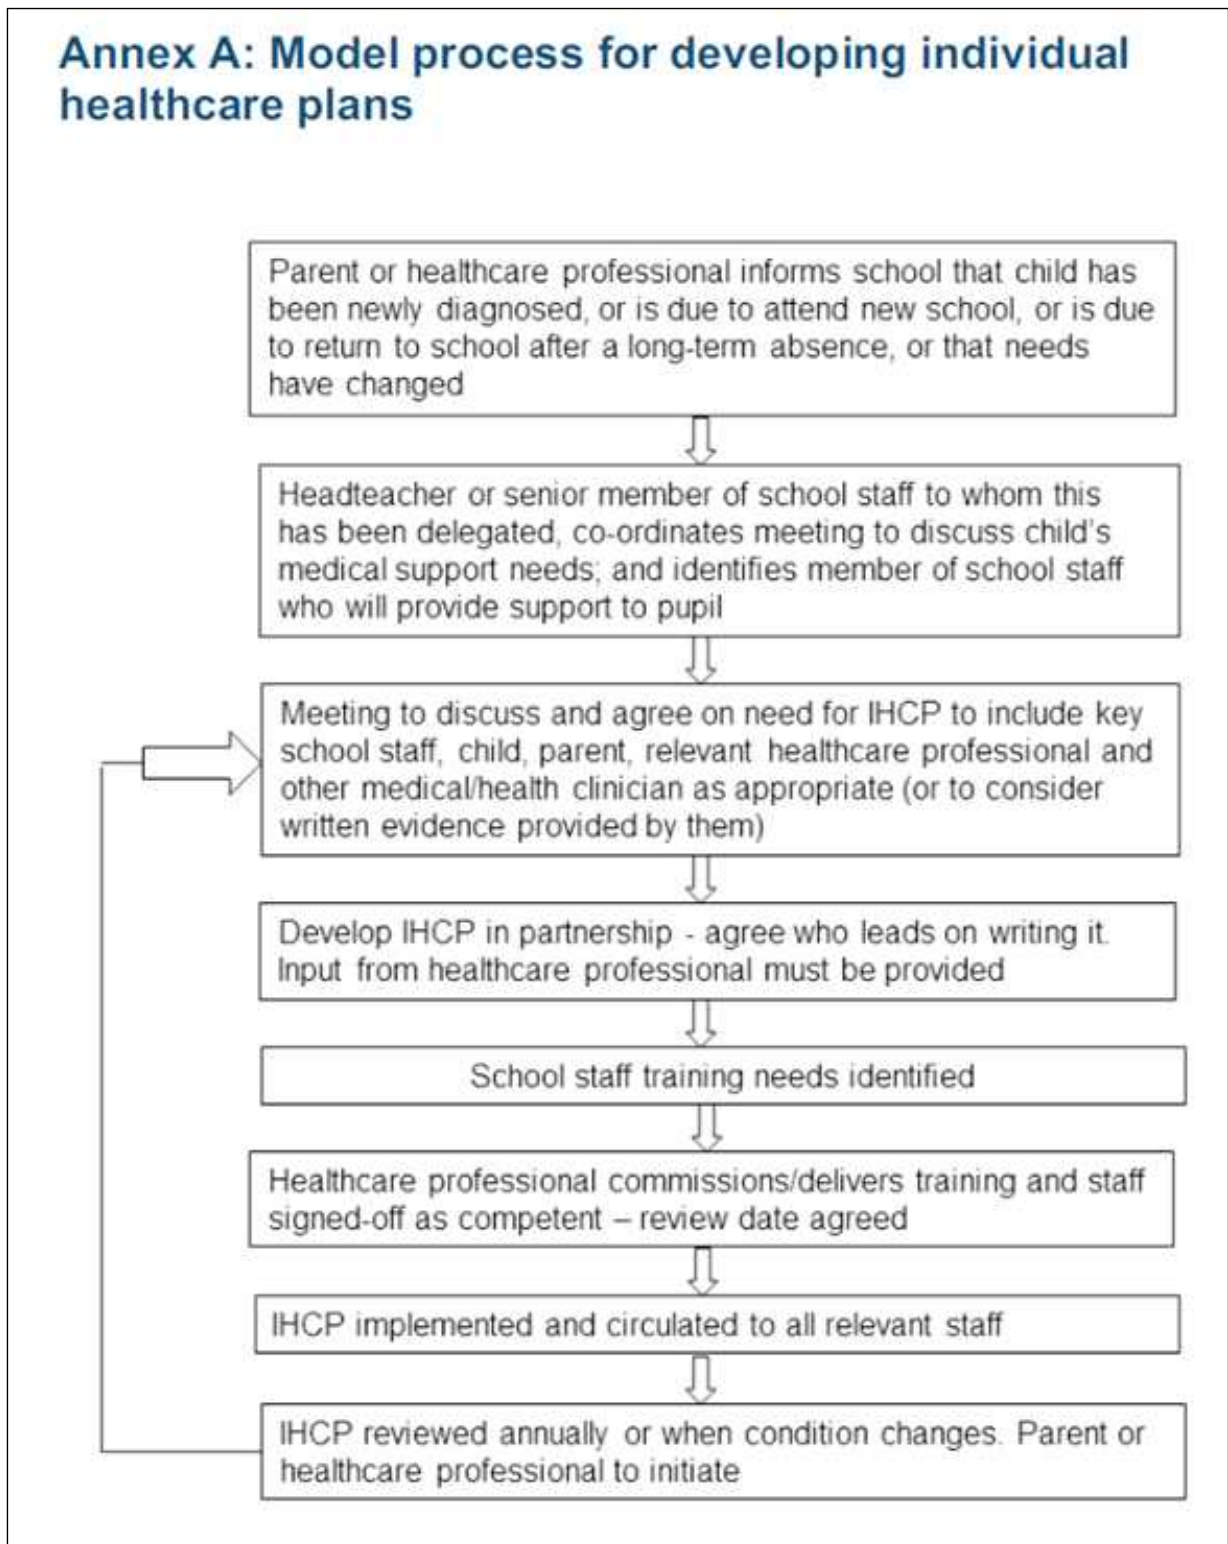 Annex A: Model process for developing individual
healthcare plans
Parent or healthcare professional informs school that child has
been newly diagnosed, or is due to attend new school, or is due
to return to school after a long-term absence, or that needs
have changed
Headteacher or senior member of school staff to whom this
has been delegated, co-ordinates meeting to discuss child's
medical support needs; and identifies member of school staff
who will provide support to pupil
Meeting to discuss and agree on need for IHCP to include key
school staff, child, parent, relevant healthcare professional and
other medical/health clinician as appropriate (or to consider
written evidence provided by them)
Develop IHCP in partnership - agree who leads on writing it.
Input from healthcare professional must be provided
School staff training needs identified
Healthcare professional commissions/delivers training and staff
signed-off as competent – review date agreed
IHCP implemented and circulated to all relevant staff
IHCP reviewed annually or when condition changes. Parent or
healthcare professional to initiate